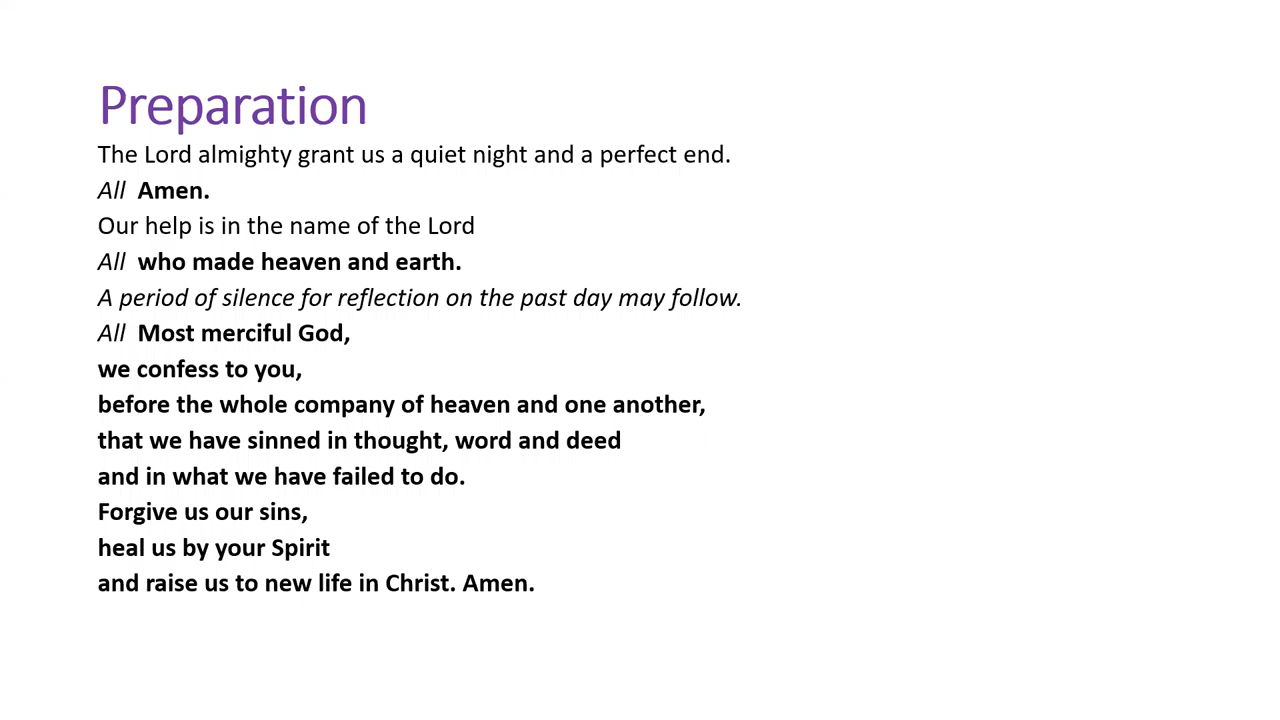 Preparation
The Lord almighty grant us a quiet night and a perfect end.
All Amen.
Our help is in the name of the Lord
All who made heaven and earth.
A period of silence for reflection on the past day may follow.
All Most merciful God,
we confess to you,
before the whole company of heaven and one another,
that we have sinned in thought, word and deed
and in what we have failed to do.
Forgive us our sins,
heal us by your Spirit
and raise us to new life in Christ. Amen.